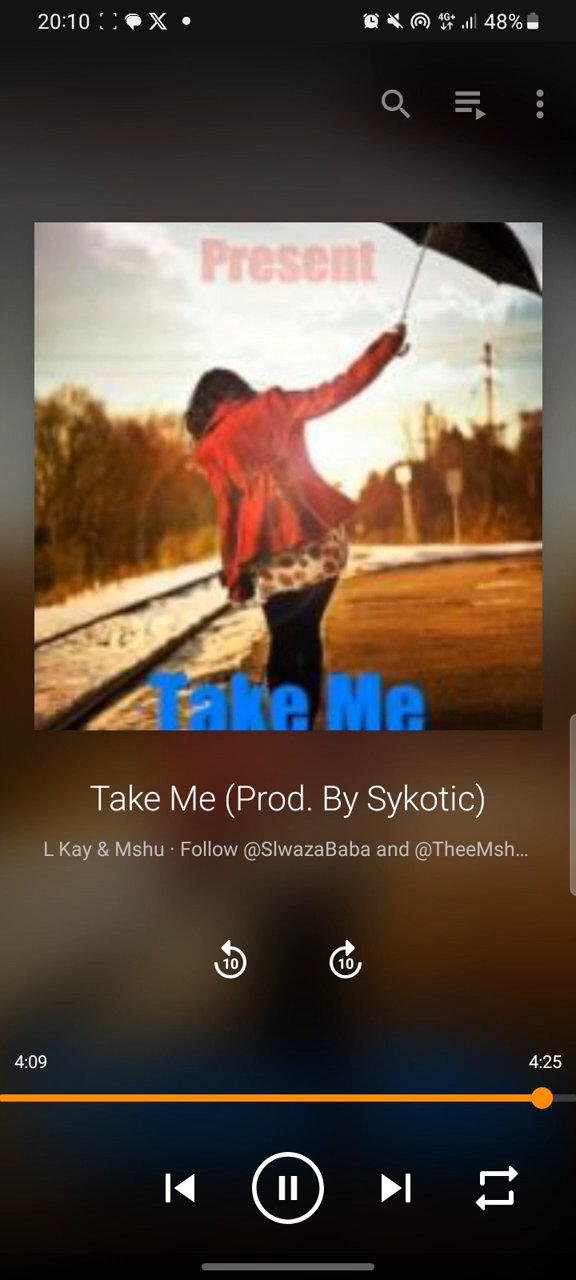 20:10
4G+
48%
Present
Take Me
Take Me (Prod. By Sykotic)
L Kay & Mshu · Follow @SlwazaBaba and @TheeMsh...
10 10
4:09 4:25